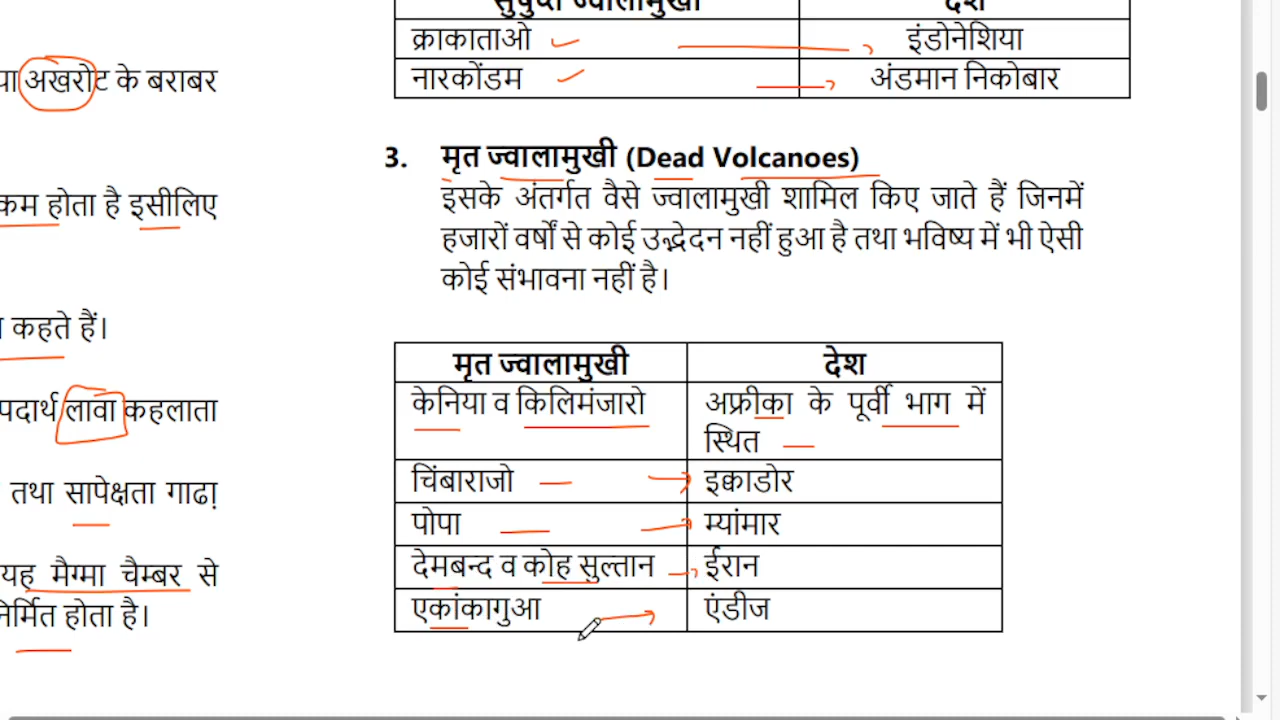 सुषुप्त ज्वालामुखी देश
क्राकाताओ इंडोनेशिया
नारकोंडम अंडमान निकोबार
या अखरोट के बराबर
कम होता है इसीलिए
कहते हैं।
पदार्थ लावा कहलाता
तथा सापेक्षता गाढा़
यह मैग्मा चैम्बर से
निर्मित होता है।
3. मृत ज्वालामुखी (Dead Volcanoes)
इसके अंतर्गत वैसे ज्वालामुखी शामिल किए जाते हैं जिनमें
हजारों वर्षों से कोई उद्भेदन नहीं हुआ है तथा भविष्य में भी ऐसी
कोई संभावना नहीं है।
मृत ज्वालामुखी देश
केनिया व किलिमंजारो अफ्रीका के पूर्वी भाग में
स्थित
चिंबाराजो इक्वाडोर
पोपा म्यांमार
देमबन्द व कोह सुल्तान ईरान
एकांकागुआ एंडीज